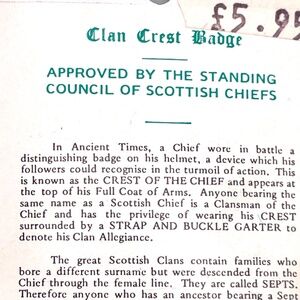 £5.95
Clan Crest Badge
APPROVED BY THE STANDING
COUNCIL OF SCOTTISH CHIEFS
In Ancient Times, a Chief wore in battle a
distinguishing badge on his helmet, a device which his
followers could recognise in the turmoil of action. This
is known as the CREST OF THE CHIEF and appears at
the top of his Full Coat of Arms. Anyone bearing the
same name as a Scottish Chief is a Clansman of the
Chief and has the privilege of wearing his CREST
surrounded by a STRAP AND BUCKLE GARTER to
denote his Clan Allegiance.
The great Scottish Clans contain families who
bore a different surname but were descended from the
Chief through the female line. They are called SEPTS.
Therefore anyone who has an ancestor bearing a Sept